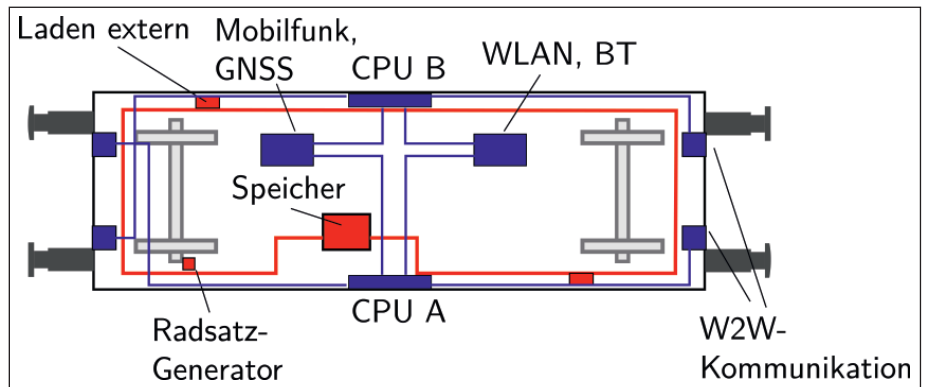 Laden extern
Mobilfunk,
GNSS
CPU B
WLAN, BT
Speicher
CPU A
Radsatz-
Generator
W2W-
Kommunikation